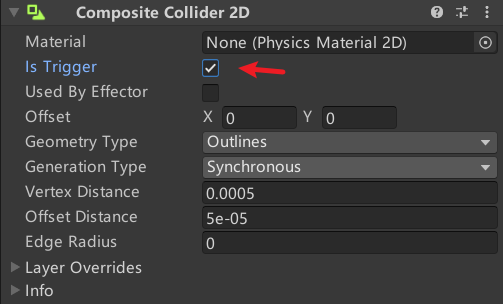 Composite Collider 2D
Material None (Physics Material 2D)
Is Trigger
Used By Effector
Offset X 0 Y 0
Geometry Type Outlines
Generation Type Synchronous
Vertex Distance 0.0005
Offset Distance 5e-05
Edge Radius 0
Layer Overrides
Info